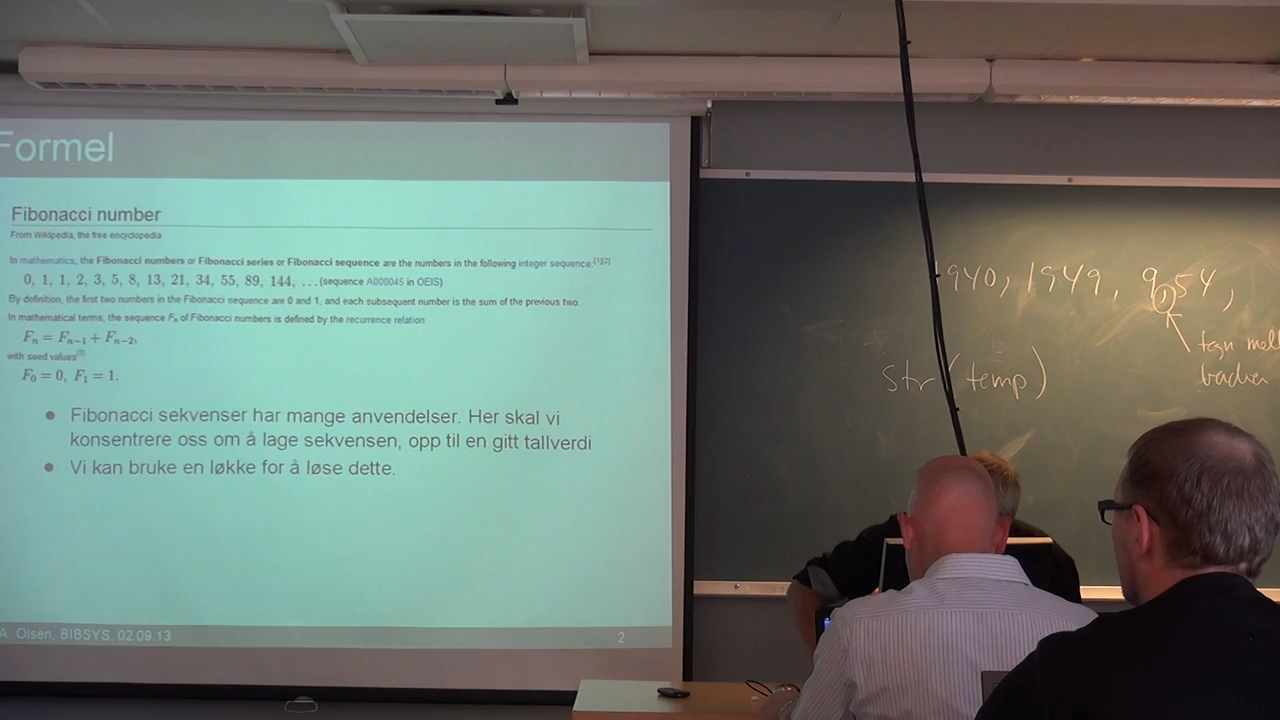 Formel
Fibonacci number
From Wikipedia, the free encyclopedia
In mathematics, the Fibonacci numbers or Fibonacci series or Fibonacci sequence are the numbers in the following integer sequence:[1][2]
0, 1, 1, 2, 3, 5, 8, 13, 21, 34, 55, 89, 144, ... (sequence A000045 in OEIS)
By definition, the first two numbers in the Fibonacci sequence are 0 and 1, and each subsequent number is the sum of the previous two.
In mathematical terms, the sequence Fn of Fibonacci numbers is defined by the recurrence relation
Fn = Fn−1 + Fn−2,
with seed values[3]
F0 = 0, F1 = 1.
• Fibonacci sekvenser har mange anvendelser. Her skal vi
konsentrere oss om å lage sekvensen, opp til en gitt tallverdi
• Vi kan bruke en løkke for å løse dette.
A. Olsen, BIBSYS, 02.09.13 2
1940, 1949, 9,54,
tegn mell
str(temp)